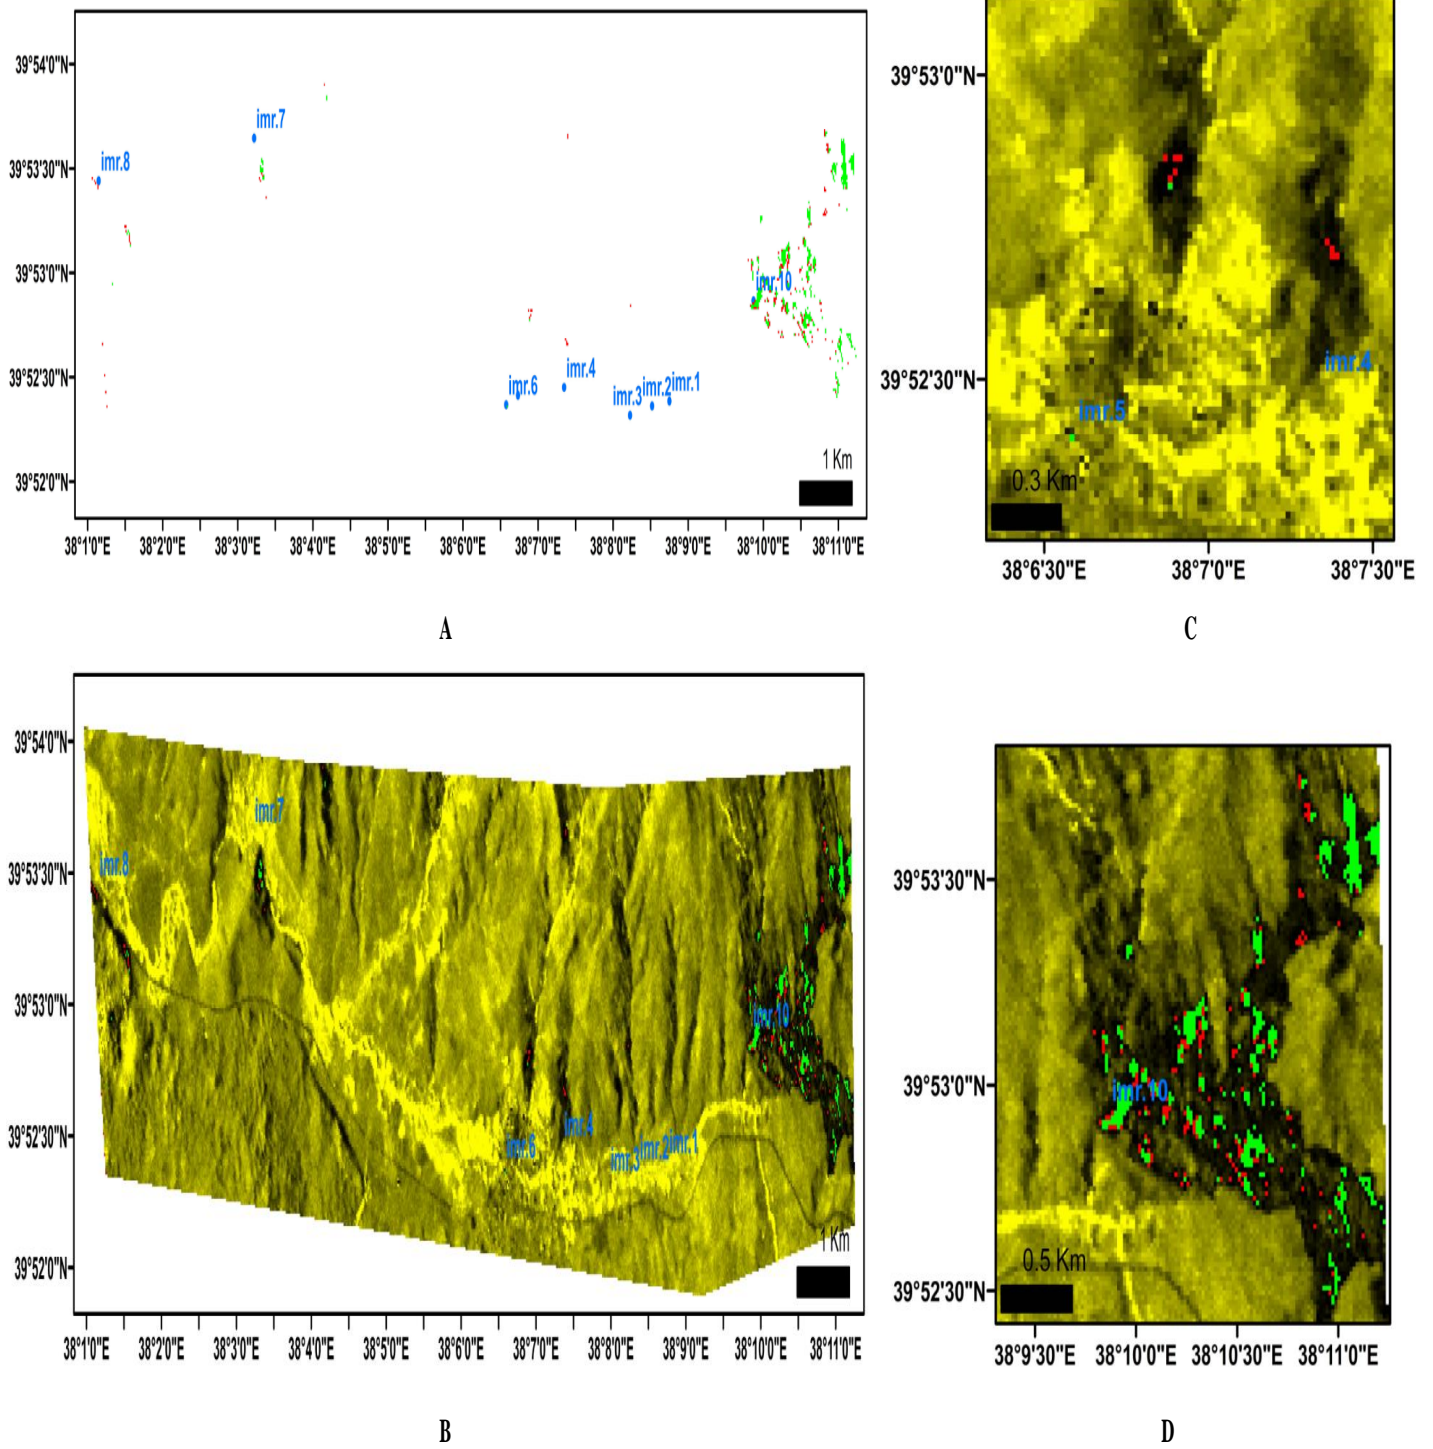 39°54'0"N
39°53'30"N
39°53'0"N
39°52'30"N
39°52'0"N
imr.8
imr.7
imr.10
imr.6
imr.4
imr.3
imr.2
imr.1
1 Km
38°1'0"E 38°2'0"E 38°3'0"E 38°4'0"E 38°5'0"E 38°6'0"E 38°7'0"E 38°8'0"E 38°9'0"E 38°10'0"E 38°11'0"E
A
39°53'0"N
39°52'30"N
imr.4
imr.5
0.3 Km
38°6'30"E 38°7'0"E 38°7'30"E
C
39°54'0"N
39°53'30"N
39°53'0"N
39°52'30"N
39°52'0"N
imr.7
imr.8
imr.10
imr.4
imr.6
imr.3
imr.2
imr.1
1 Km
38°1'0"E 38°2'0"E 38°3'0"E 38°4'0"E 38°5'0"E 38°6'0"E 38°7'0"E 38°8'0"E 38°9'0"E 38°10'0"E 38°11'0"E
B
39°53'30"N
39°53'0"N
39°52'30"N
imr.10
0.5 Km
38°9'30"E 38°10'0"E 38°10'30"E 38°11'0"E
D